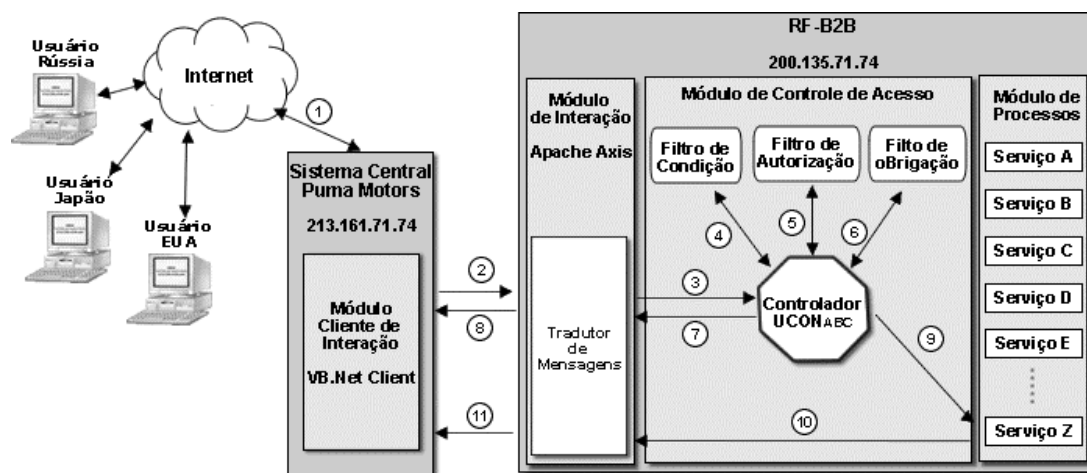 Usuário
Rússia
Internet
1
Usuário
Japão
Usuário
EUA
Sistema Central
Puma Motors
213.161.71.74
Módulo
Cliente de
Interação
VB.Net Client
2
8
11
RF-B2B
200.135.71.74
Módulo
de Interação
Apache Axis
Tradutor
de
Mensagens
Módulo de Controle de Acesso
Filtro de
Condição
Filtro de
Autorização
Filto de
oBrigação
4
5
6
3
7
Controlador
UCONABC
9
10
Módulo de
Processos
Serviço A
Serviço B
Serviço C
Serviço D
Serviço E
Serviço Z